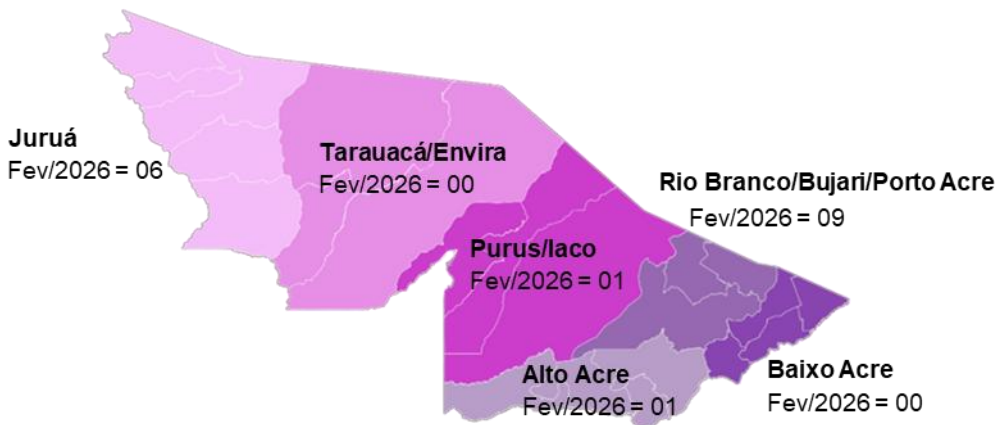 Juruá
Fev/2026 = 06
Tarauacá/Envira
Fev/2026 = 00
Rio Branco/Bujari/Porto Acre
Fev/2026 = 09
Purus/Iaco
Fev/2026 = 01
Alto Acre
Fev/2026 = 01
Baixo Acre
Fev/2026 = 00